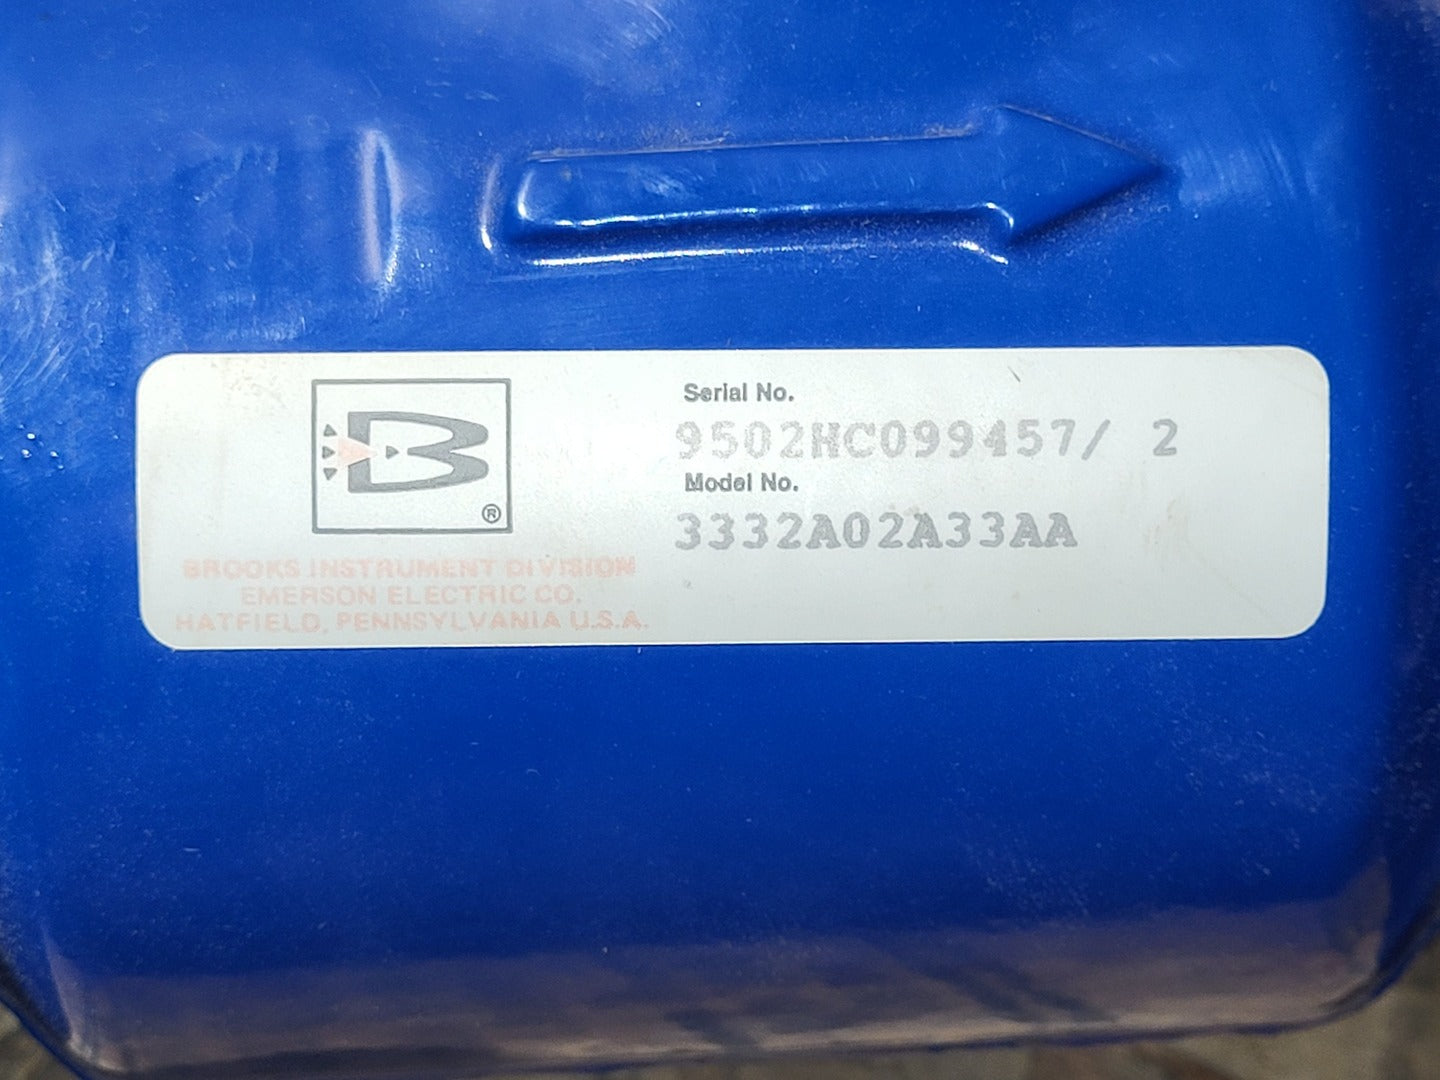 B
®
BROOKS INSTRUMENT DIVISION
EMERSON ELECTRIC CO.
HATFIELD, PENNSYLVANIA U.S.A.
Serial No.
9502HC099457/ 2
Model No.
3332A02A33AA